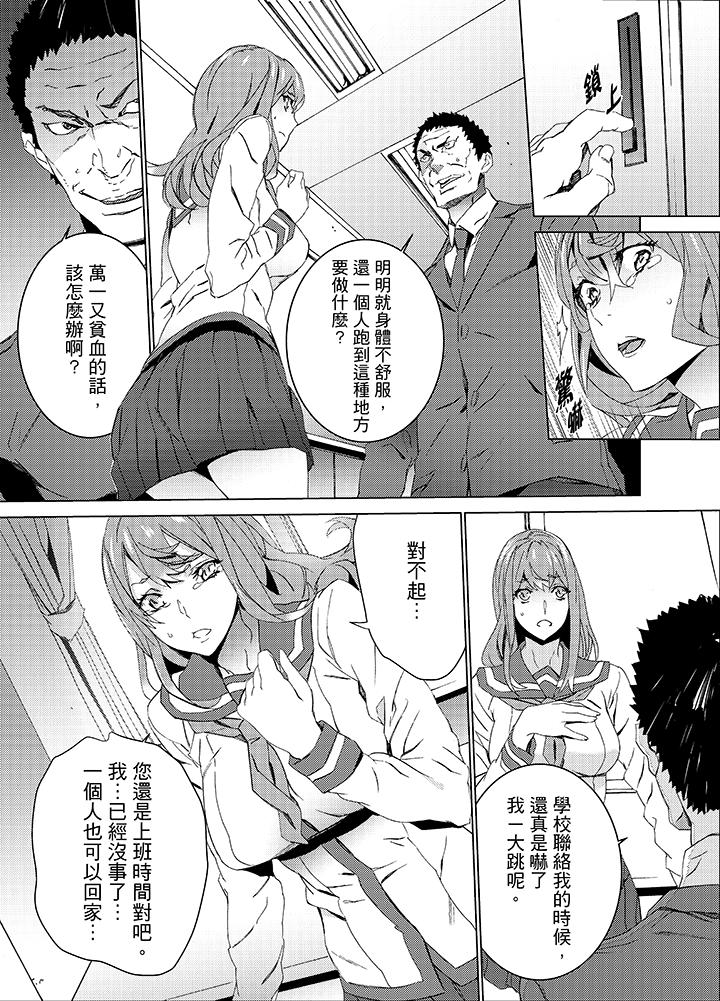 鎖上
驚嚇
明明就身體不舒服，
還一個人跑到這種地方
要做什麼？
萬一又貧血的話，
該怎麼辦啊？
學校聯絡我的時候，
還真是嚇了
我一大跳呢。
對不起…
您還是上班時間對吧。
我…已經沒事了…
一個人也可以回家…